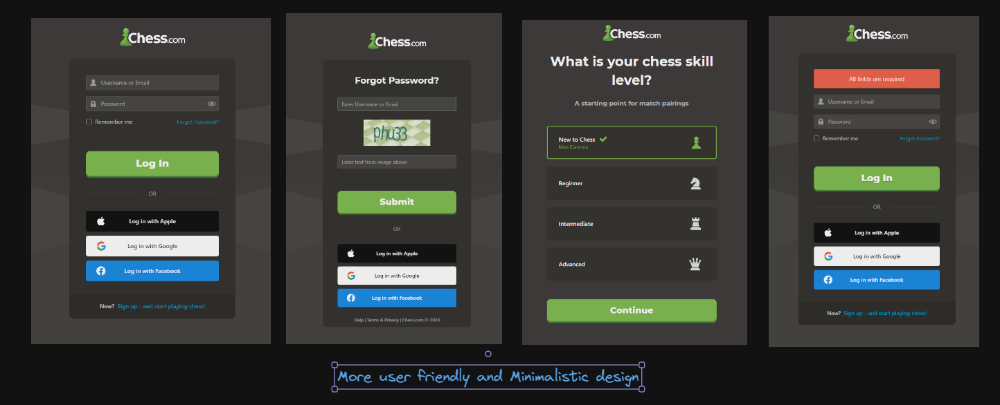 Chess.com
Username or Email
Password
Remember me
Forgot Password?
Log In
OR
Log in with Apple
Log in with Google
Log in with Facebook
New? Sign up - and start playing chess!
Chess.com
Forgot Password?
Enter Username or Email
phu33
Enter text from image above
Submit
OR
Log in with Apple
Log in with Google
Log in with Facebook
Help | Terms & Privacy | Chess.com © 2024
Chess.com
What is your chess skill
level?
A starting point for match pairings
New to Chess
Most Common
Beginner
Intermediate
Advanced
Continue
Chess.com
All fields are required
Username or Email
Password
Remember me
Forgot Password?
Log In
OR
Log in with Apple
Log in with Google
Log in with Facebook
New? Sign up - and start playing chess!
More user friendly and Minimalistic design